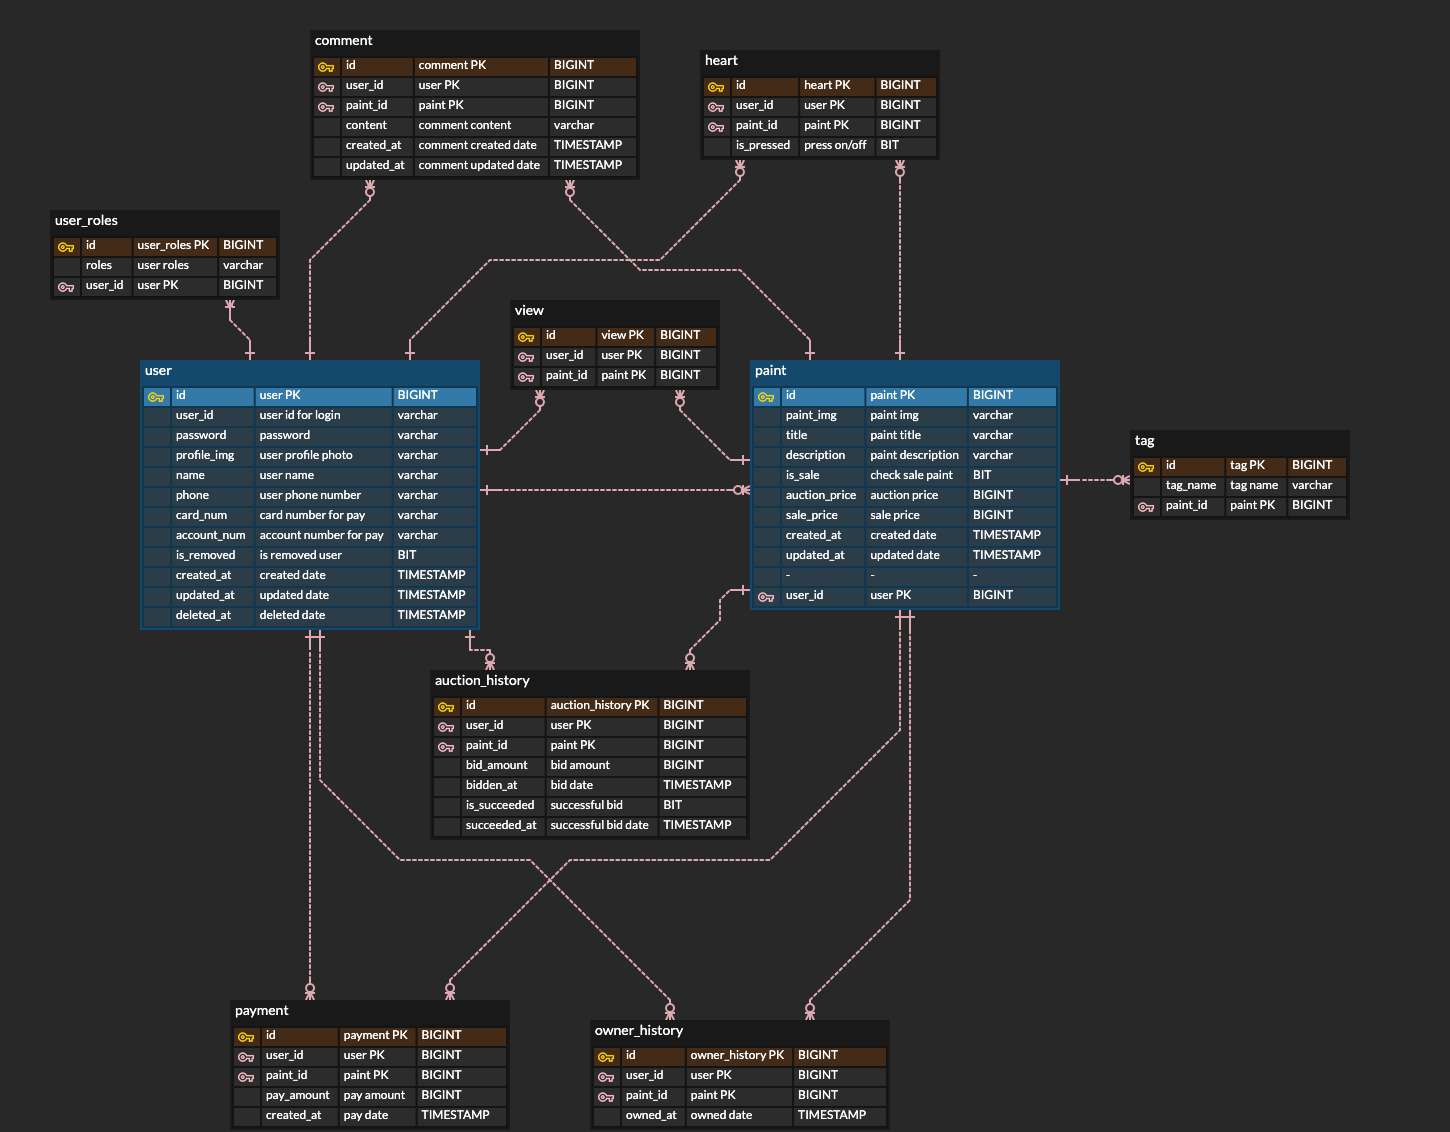 comment
id comment PK BIGINT
user_id user PK BIGINT
paint_id paint PK BIGINT
content comment content varchar
created_at comment created date TIMESTAMP
updated_at comment updated date TIMESTAMP
heart
id heart PK BIGINT
user_id user PK BIGINT
paint_id paint PK BIGINT
is_pressed press on/off BIT
user_roles
id user_roles PK BIGINT
roles user roles varchar
user_id user PK BIGINT
view
id view PK BIGINT
user_id user PK BIGINT
paint_id paint PK BIGINT
user
id user PK BIGINT
user_id user id for login varchar
password password varchar
profile_img user profile photo varchar
name user name varchar
phone user phone number varchar
card_num card number for pay varchar
account_num account number for pay varchar
is_removed is removed user BIT
created_at created date TIMESTAMP
updated_at updated date TIMESTAMP
deleted_at deleted date TIMESTAMP
paint
id paint PK BIGINT
paint_img paint img varchar
title paint title varchar
description paint description varchar
is_sale check sale paint BIT
auction_price auction price BIGINT
sale_price sale price BIGINT
created_at created date TIMESTAMP
updated_at updated date TIMESTAMP
- - -
user_id user PK BIGINT
tag
id tag PK BIGINT
tag_name tag name varchar
paint_id paint PK BIGINT
auction_history
id auction_history PK BIGINT
user_id user PK BIGINT
paint_id paint PK BIGINT
bid_amount bid amount BIGINT
bidden_at bid date TIMESTAMP
is_succeeded successful bid BIT
succeeded_at successful bid date TIMESTAMP
payment
id payment PK BIGINT
user_id user PK BIGINT
paint_id paint PK BIGINT
pay_amount pay amount BIGINT
created_at pay date TIMESTAMP
owner_history
id owner_history PK BIGINT
user_id user PK BIGINT
paint_id paint PK BIGINT
owned_at owned date TIMESTAMP